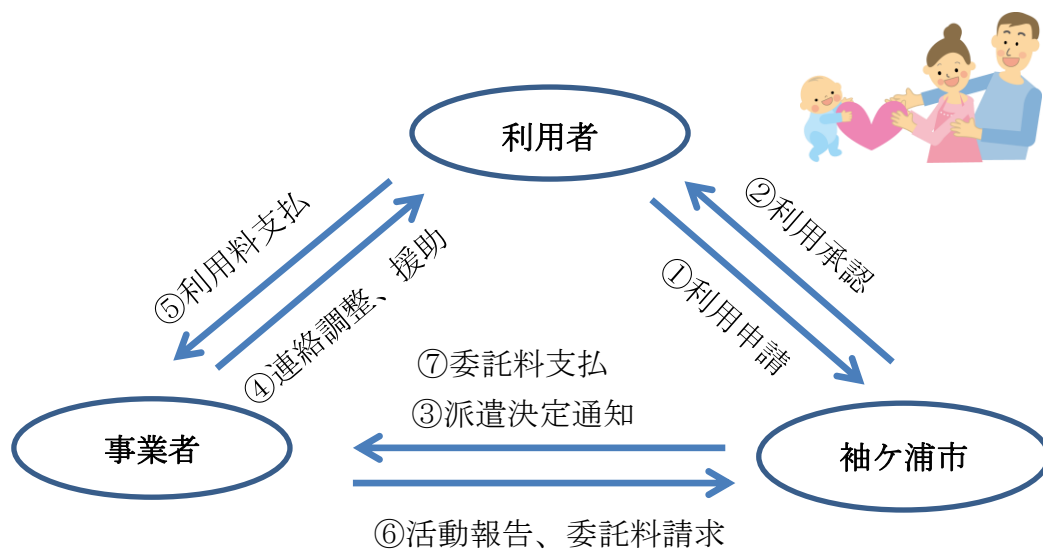 利用者
②利用承認
①利用申請
⑤利用料支払
④連絡調整、援助
⑦委託料支払
③派遣決定通知
事業者
袖ケ浦市
⑥活動報告、委託料請求